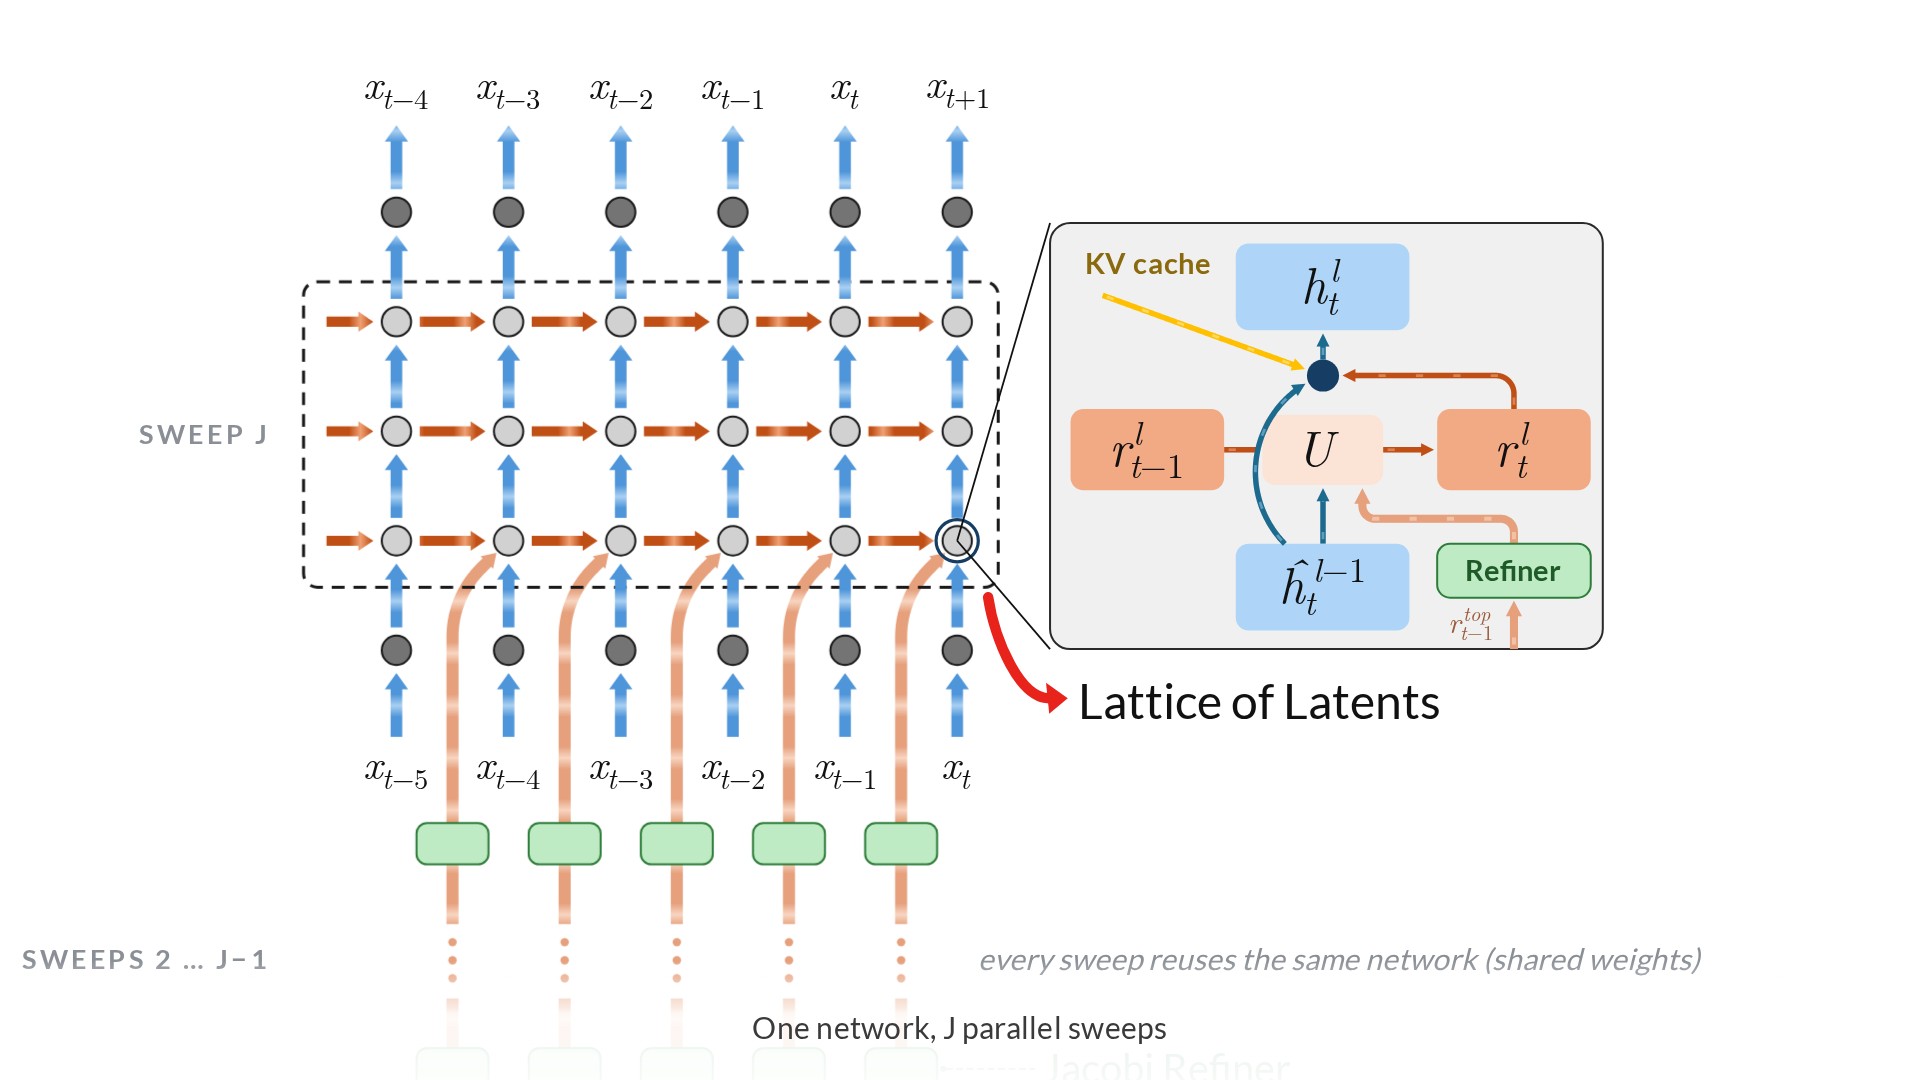 x_{t-4} x_{t-3} x_{t-2} x_{t-1} x_t x_{t+1}
KV cache
h_t^l
SWEEP J
r_{t-1}^l U r_t^l
ĥ_t^{l-1} Refiner
r_{t-1}^{top}
Lattice of Latents
x_{t-5} x_{t-4} x_{t-3} x_{t-2} x_{t-1} x_t
SWEEPS 2 ... J–1
every sweep reuses the same network (shared weights)
One network, J parallel sweeps
Jacobi Refiner